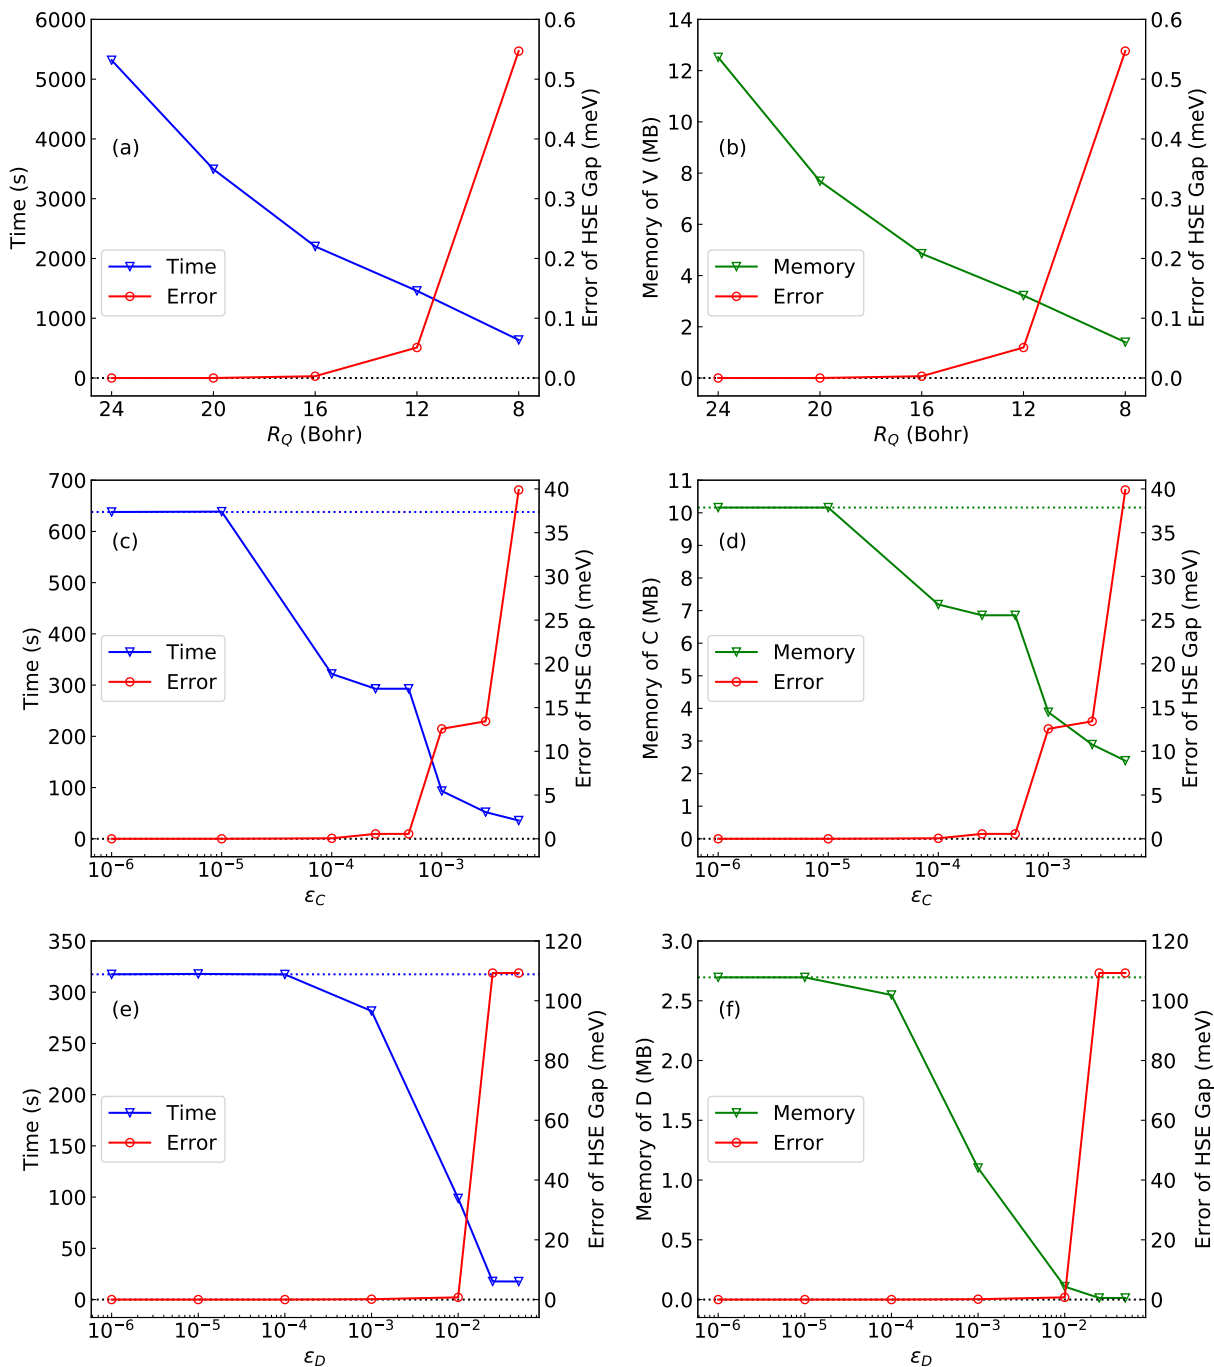 6000
5000
4000
3000
2000
1000
0
Time (s)
0.6
0.5
0.4
0.3
0.2
0.1
0.0
Error of HSE Gap (meV)
(a)
Time
Error
24 20 16 12 8
R_Q (Bohr)
14
12
10
8
6
4
2
0
Memory of V (MB)
0.6
0.5
0.4
0.3
0.2
0.1
0.0
Error of HSE Gap (meV)
(b)
Memory
Error
24 20 16 12 8
R_Q (Bohr)
700
600
500
400
300
200
100
0
Time (s)
40
35
30
25
20
15
10
5
0
Error of HSE Gap (meV)
(c)
Time
Error
10⁻⁶ 10⁻⁵ 10⁻⁴ 10⁻³
ε_C
11
10
9
8
7
6
5
4
3
2
1
0
Memory of C (MB)
40
35
30
25
20
15
10
5
0
Error of HSE Gap (meV)
(d)
Memory
Error
10⁻⁶ 10⁻⁵ 10⁻⁴ 10⁻³
ε_C
350
300
250
200
150
100
50
0
Time (s)
120
100
80
60
40
20
0
Error of HSE Gap (meV)
(e)
Time
Error
10⁻⁶ 10⁻⁵ 10⁻⁴ 10⁻³ 10⁻²
ε_D
3.0
2.5
2.0
1.5
1.0
0.5
0.0
Memory of D (MB)
120
100
80
60
40
20
0
Error of HSE Gap (meV)
(f)
Memory
Error
10⁻⁶ 10⁻⁵ 10⁻⁴ 10⁻³ 10⁻²
ε_D